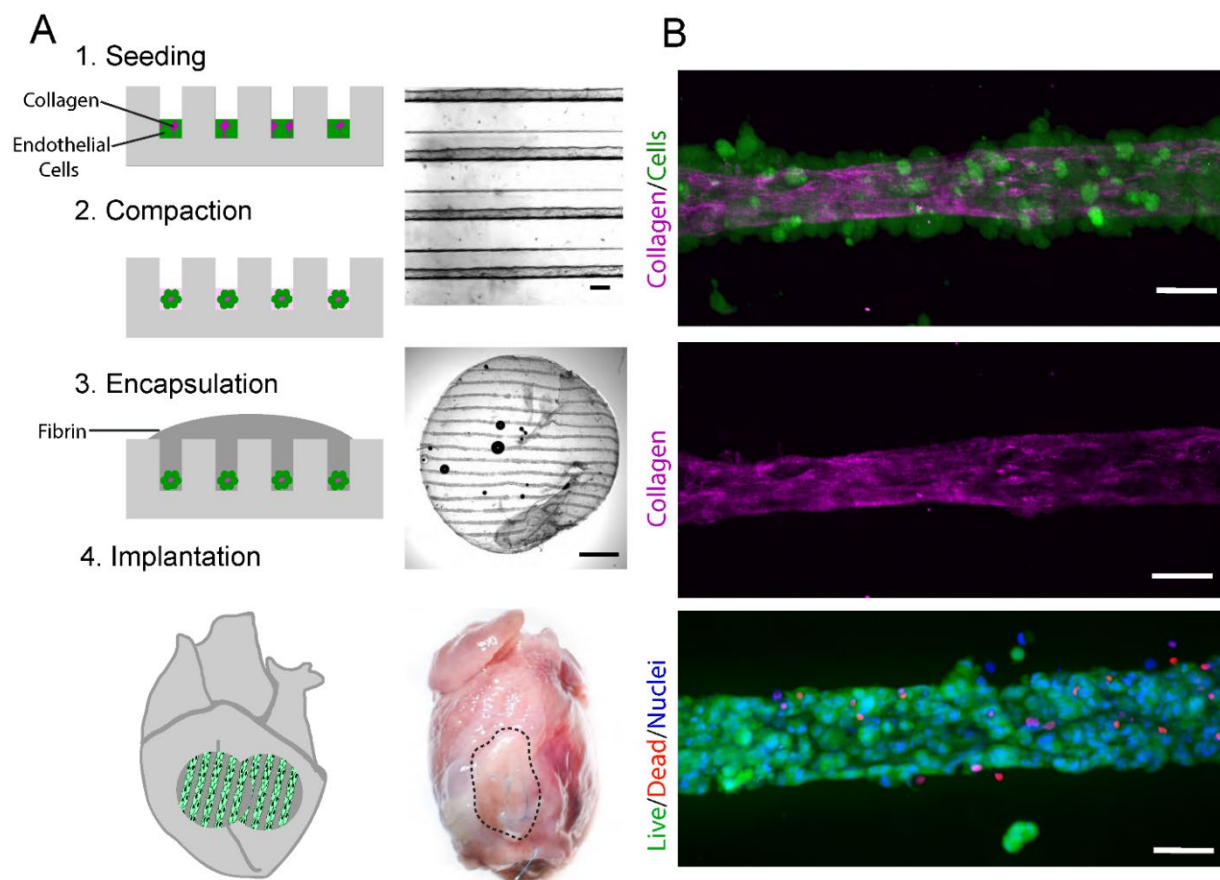 A
1. Seeding
Collagen
Endothelial
Cells
2. Compaction
3. Encapsulation
Fibrin
4. Implantation
B
Collagen/Cells
Collagen
Live/Dead/Nuclei